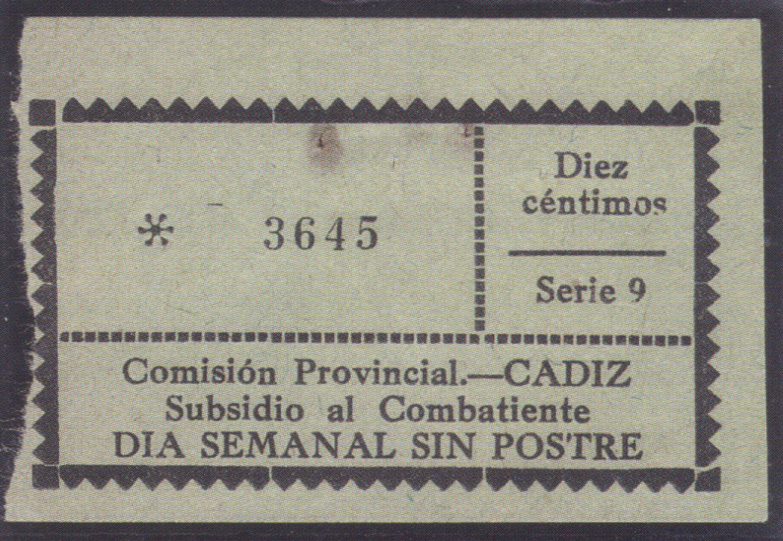 * 3645
Diez
céntimos
Serie 9
Comisión Provincial.—CADIZ
Subsidio al Combatiente
DIA SEMANAL SIN POSTRE